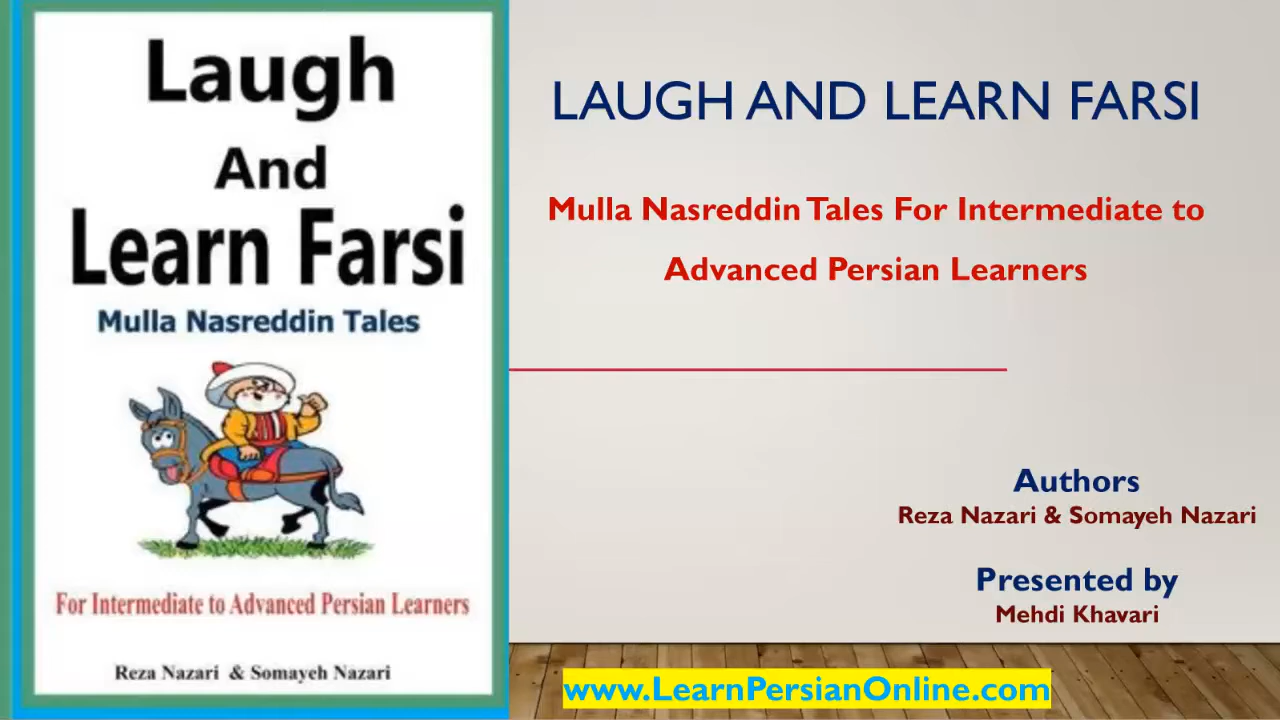 Laugh
And
Learn Farsi
Mulla Nasreddin Tales
For Intermediate to Advanced Persian Learners
Reza Nazari & Somayeh Nazari
LAUGH AND LEARN FARSI
Mulla Nasreddin Tales For Intermediate to
Advanced Persian Learners
Authors
Reza Nazari & Somayeh Nazari
Presented by
Mehdi Khavari
www.LearnPersianOnline.com